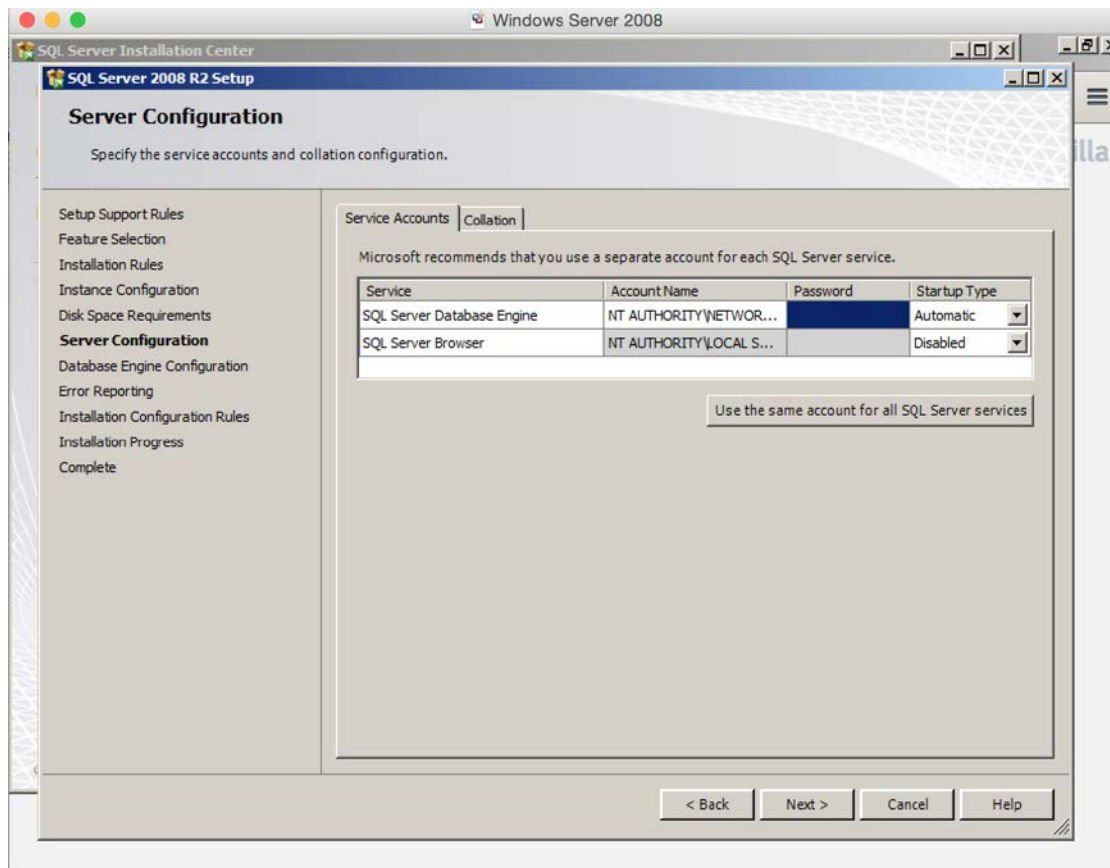 Windows Server 2008
SQL Server Installation Center
SQL Server 2008 R2 Setup
Server Configuration
Specify the service accounts and collation configuration.
illa
Setup Support Rules
Feature Selection
Installation Rules
Instance Configuration
Disk Space Requirements
Server Configuration
Database Engine Configuration
Error Reporting
Installation Configuration Rules
Installation Progress
Complete
Service Accounts Collation
Microsoft recommends that you use a separate account for each SQL Server service.
Service Account Name Password Startup Type
SQL Server Database Engine NT AUTHORITY\NETWOR... Automatic
SQL Server Browser NT AUTHORITY\LOCAL S... Disabled
Use the same account for all SQL Server services
< Back Next > Cancel Help